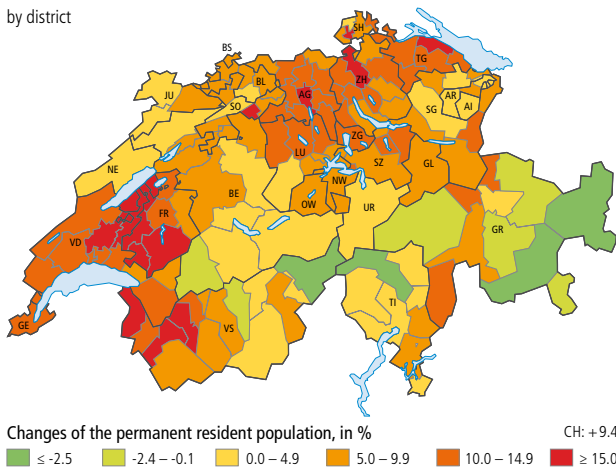 by district
SH
BS
TG
BL
ZH
JU
AG
AR
SO
SG
AI
ZG
LU
NE
SZ
GL
NW
BE
FR
OW
UR
VD
GR
TI
GE
VS
Changes of the permanent resident population, in %
CH: +9.4
≤ -2.5
-2.4 – -0.1
0.0 – 4.9
5.0 – 9.9
10.0 – 14.9
≥ 15.0